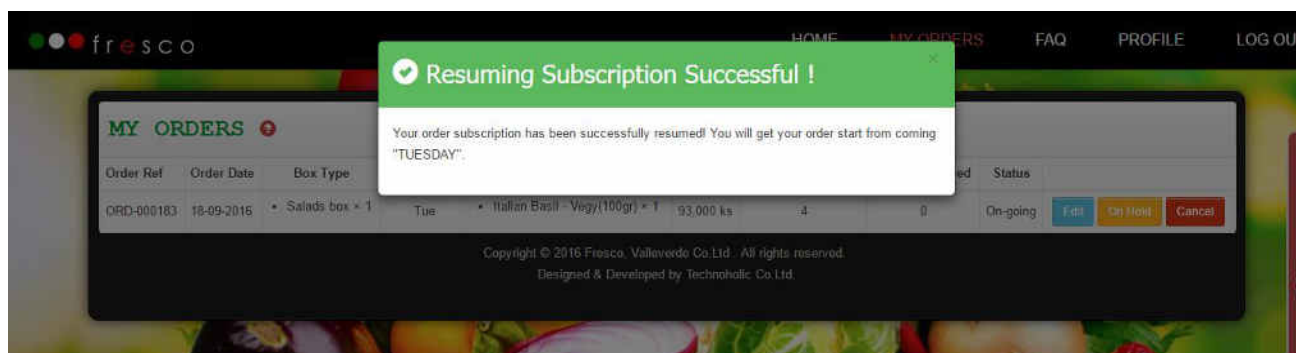 fresco
HOME MY ORDERS FAQ PROFILE LOG OU
Resuming Subscription Successful !
×
Your order subscription has been successfully resumed! You will get your order start from coming
"TUESDAY".
MY ORDERS
Order Ref Order Date Box Type ed Status
ORD-000183 18-09-2016 • Salads box × 1 Tue • Italian Basil - Vegy(100gr) × 1 93,000 ks 4 0 On-going Edit On Hold Cancel
Copyright © 2016 Fresco, Valleverde Co.Ltd . All rights reserved.
Designed & Developed by Technoholic Co.Ltd.